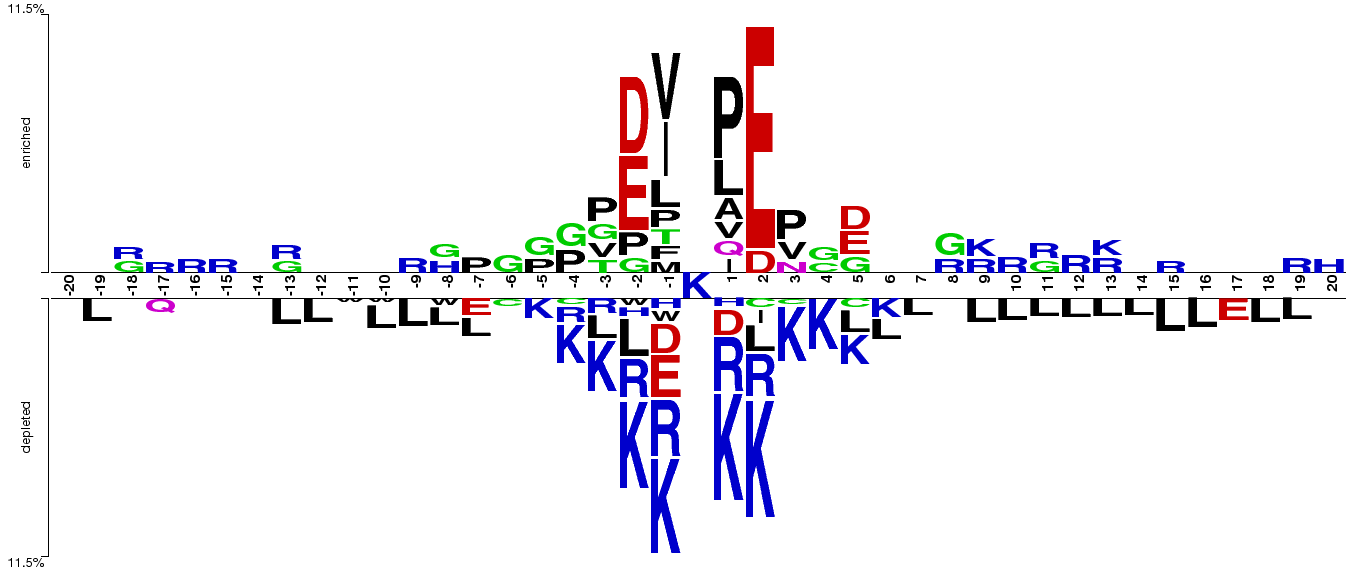 11.5%
enriched
V
E
D P
I
E L
P L A D
G P V P E
R G G G V P T Q V G G K R K
R G R R R R G R H P G P P T G F M I D N C G R R R G R R R R H
-20 -19 -18 -17 -16 -15 -14 -13 -12 -11 -10 -9 -8 -7 -6 -5 -4 -3 -2 -1 K 1 2 3 4 5 6 7 8 9 10 11 12 13 14 15 16 17 18 19 20
L Q L L L L W E C K C R W H H C C K C K L L L L L L L L L E L L
L L R L H W D I K L L
K K L D R L K
R E K R
K R K
K
depleted
11.5%